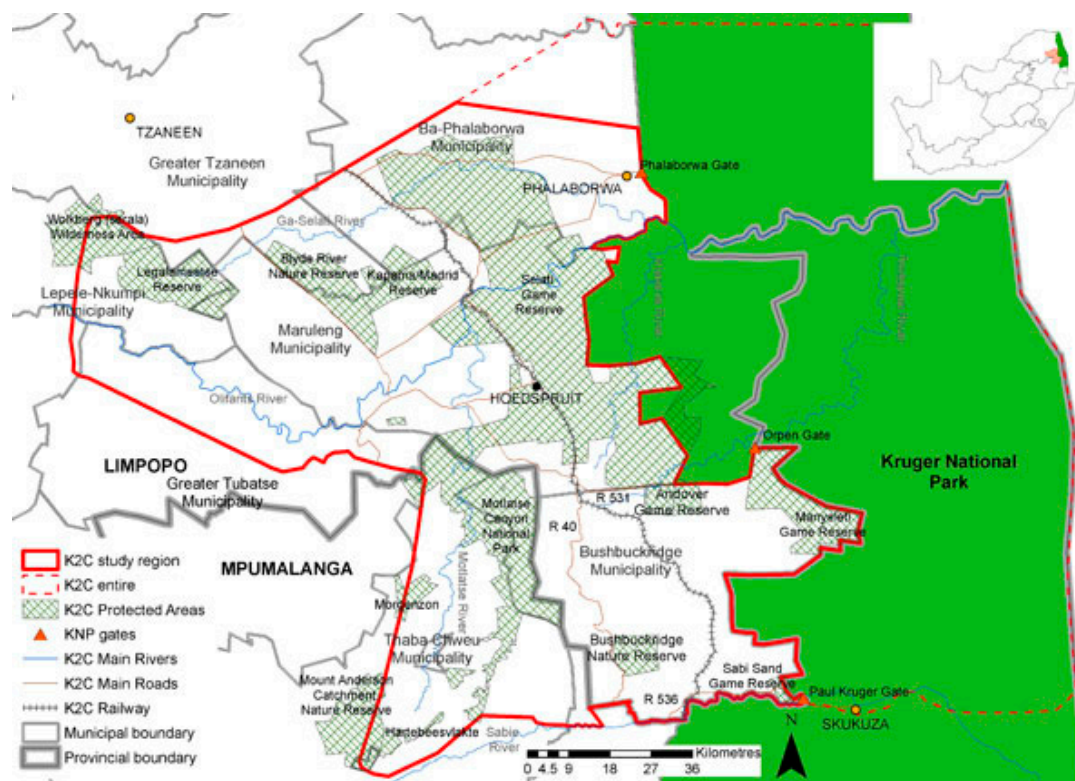 TZANEEN
Greater Tzaneen
Municipality
Ba-Phalaborwa
Municipality
Phalaborwa Gate
PHALABORWA
Wolkberg (serala)
Wilderness Area
Ga-Selati River
Legalameetse
Reserve
Blyde River
Nature Reserve
Kapama/Madrid
Reserve
Selati
Game
Reserve
Lepele-Nkumpi
Municipality
Maruleng
Municipality
HOEDSPRUIT
Olifants River
Orpen Gate
Kruger National
Park
LIMPOPO
Greater Tubatse
Municipality
R 531
Andover
Game Reserve
Manyeleti
Game Reserve
Motlatse
Canyon
National
Park
R 40
Bushbuckridge
Municipality
MPUMALANGA
Motlatse River
Morgenzon
Thaba-Chweu
Municipality
Bushbuckridge
Nature Reserve
Mount Anderson
Catchment
Nature Reserve
Hartebeesvlakte
Sabie
River
R 536
Sabi Sand
Game Reserve
Paul Kruger Gate
SKUKUZA
N
Kilometres
0 4.5 9 18 27 36
K2C study region
K2C entire
K2C Protected Areas
KNP gates
K2C Main Rivers
K2C Main Roads
K2C Railway
Municipal boundary
Provincial boundary